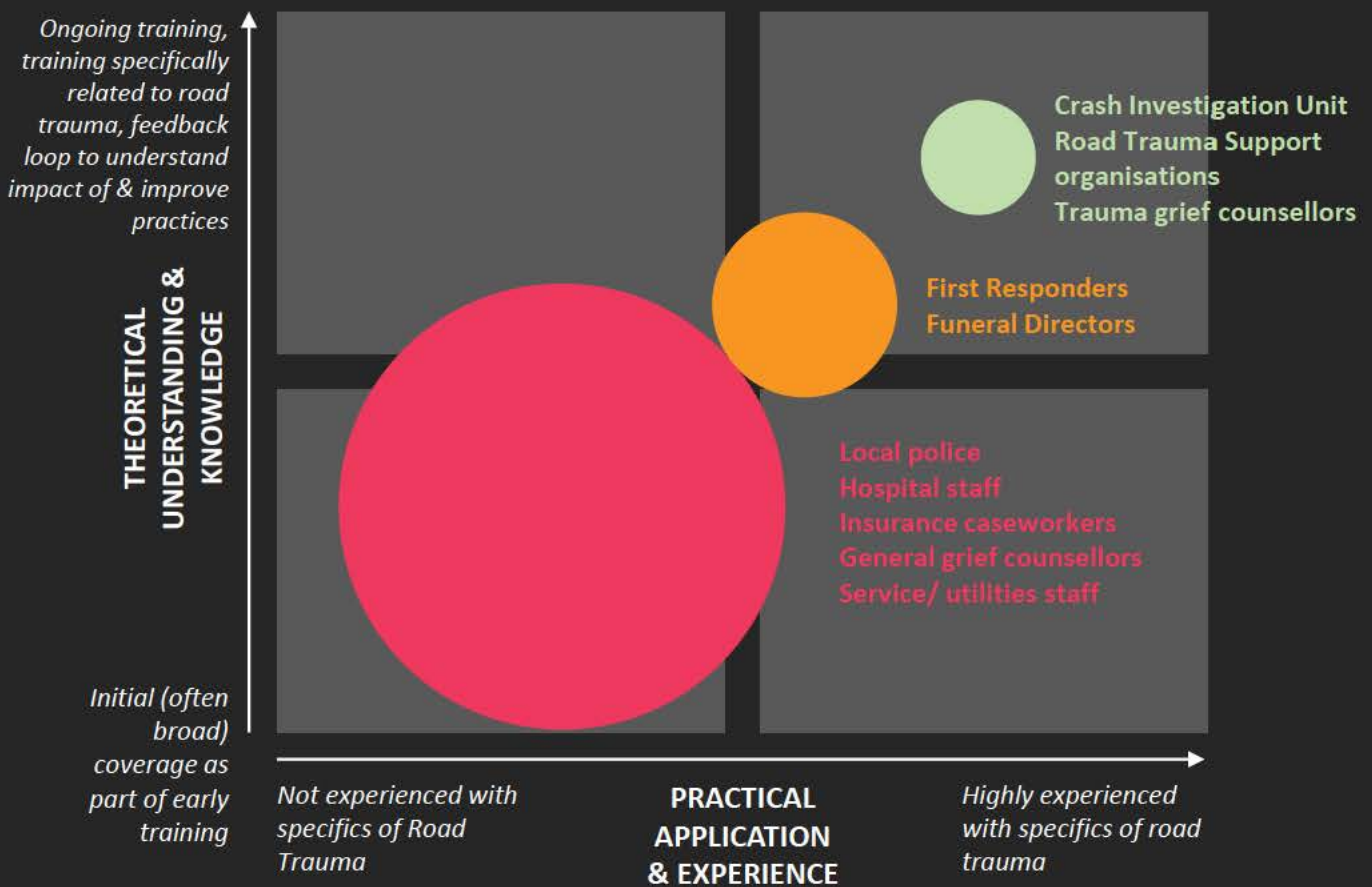 Ongoing training,
training specifically
related to road
trauma, feedback
loop to understand
impact of & improve
practices
THEORETICAL
UNDERSTANDING &
KNOWLEDGE
Initial (often
broad)
coverage as
part of early
training
Crash Investigation Unit
Road Trauma Support
organisations
Trauma grief counsellors
First Responders
Funeral Directors
Local police
Hospital staff
Insurance caseworkers
General grief counsellors
Service/ utilities staff
Not experienced with
specifics of Road
Trauma
PRACTICAL
APPLICATION
& EXPERIENCE
Highly experienced
with specifics of road
trauma